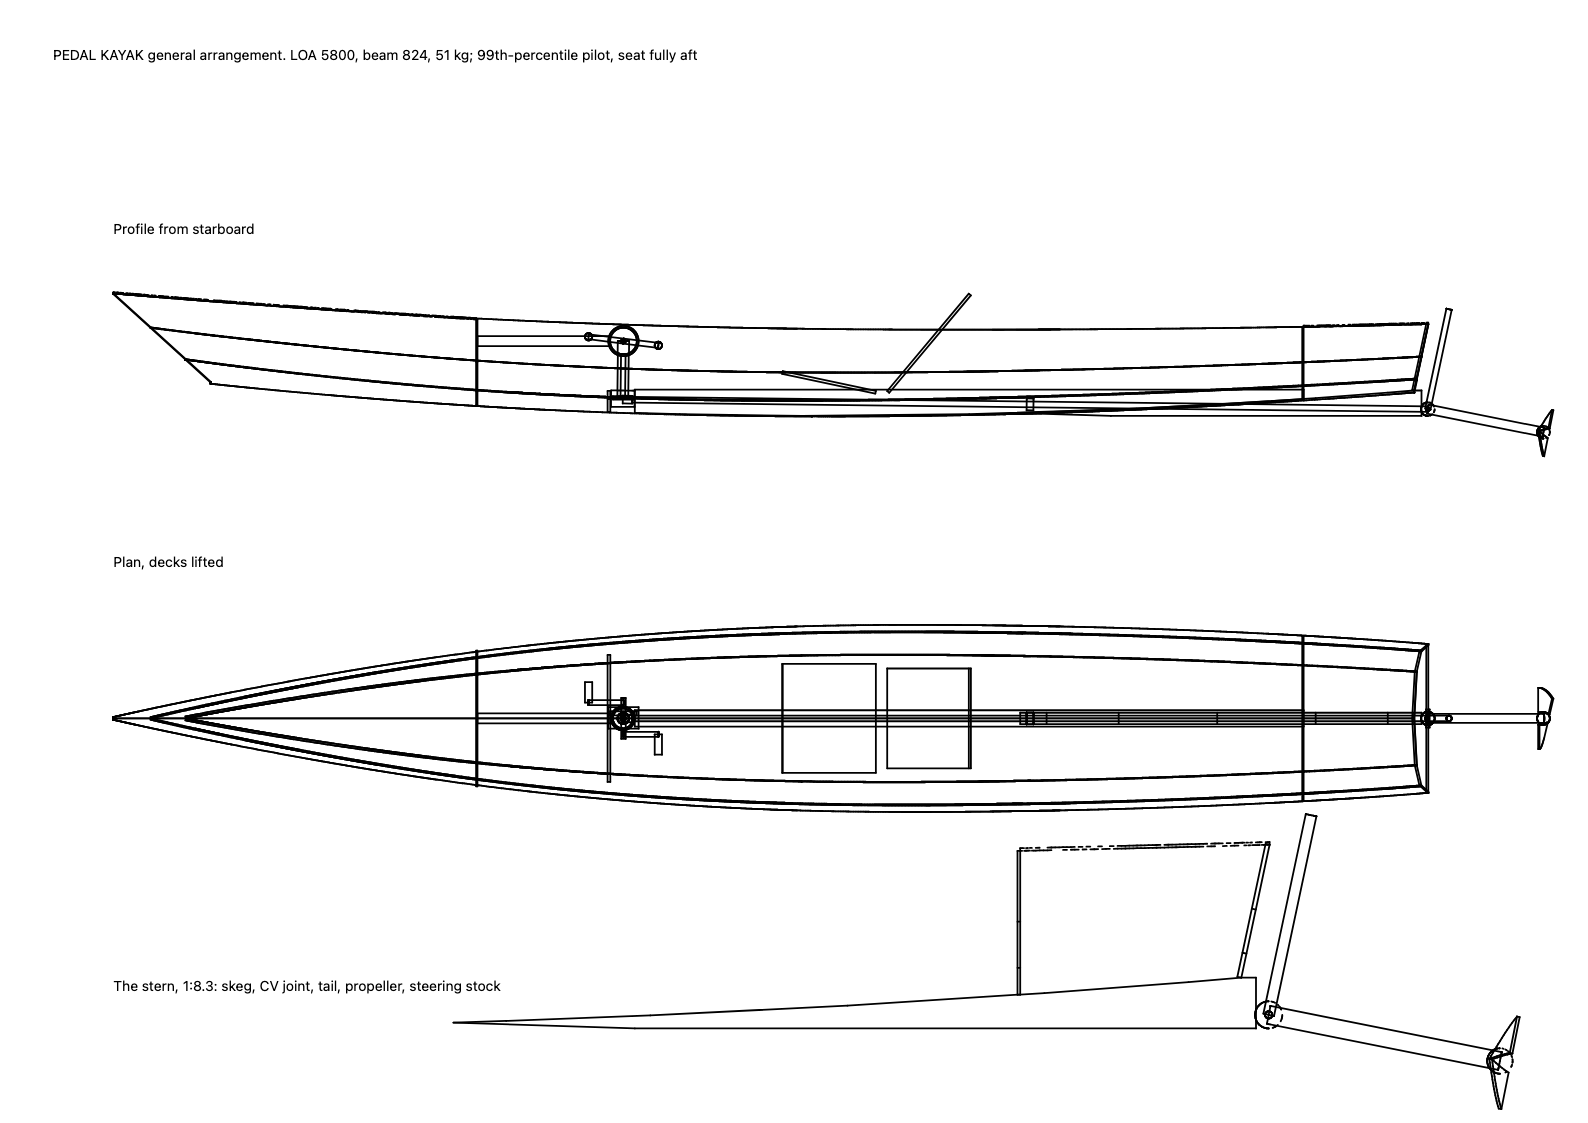 PEDAL KAYAK general arrangement. LOA 5800, beam 824, 51 kg; 99th-percentile pilot, seat fully aft
Profile from starboard
Plan, decks lifted
The stern, 1:8.3: skeg, CV joint, tail, propeller, steering stock